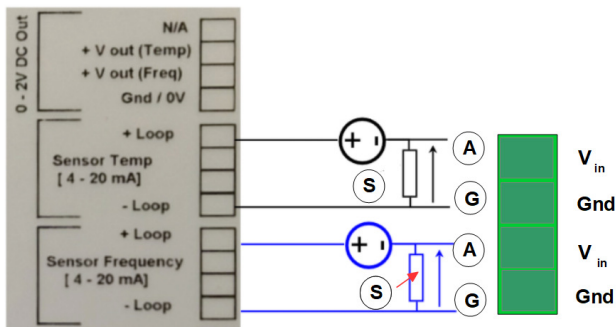 0 - 2V DC Out
N/A
+ V out (Temp)
+ V out (Freq)
Gnd / 0V
+ Loop
Sensor Temp
[ 4 - 20 mA]
- Loop
+ Loop
Sensor Frequency
[ 4 - 20 mA]
- Loop
+ -
S
A
G
+ -
S
A
G
V in
Gnd
V in
Gnd